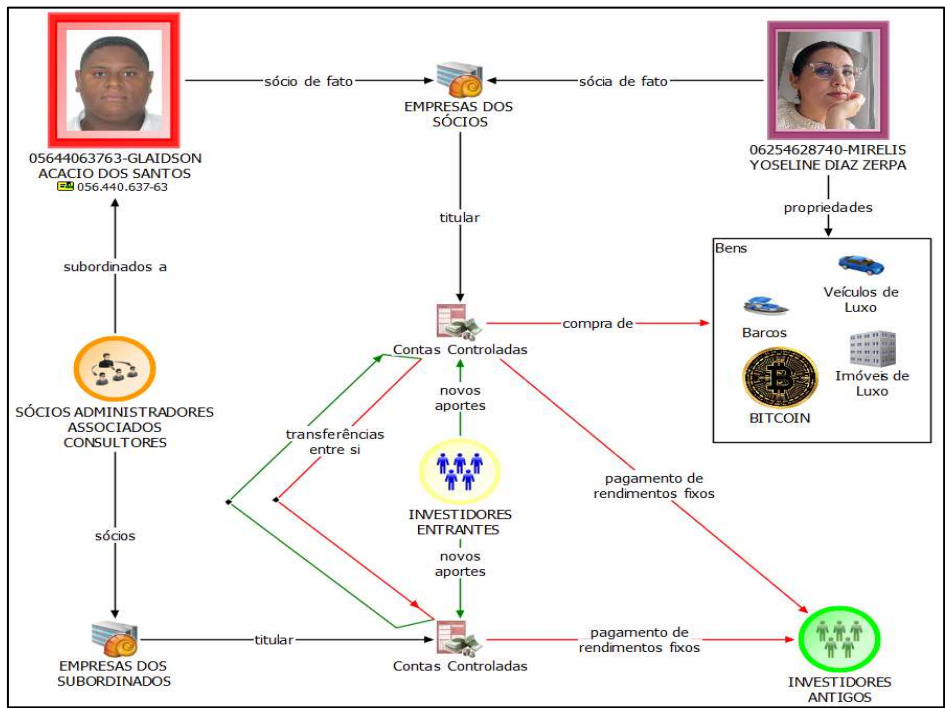 sócio de fato
sócia de fato
EMPRESAS DOS
SÓCIOS
05644063763-GLAIDSON
ACACIO DOS SANTOS
056.440.637-63
06254628740-MIRELIS
YOSELINE DIAZ ZERPA
titular
propriedades
subordinados a
Bens
Veículos de
Luxo
Barcos
Imóveis de
Luxo
BITCOIN
compra de
Contas Controladas
SÓCIOS ADMINISTRADORES
ASSOCIADOS
CONSULTORES
novos
aportes
transferências
entre si
INVESTIDORES
ENTRANTES
pagamento de
rendimentos fixos
sócios
novos
aportes
EMPRESAS DOS
SUBORDINADOS
titular
Contas Controladas
pagamento de
rendimentos fixos
INVESTIDORES
ANTIGOS